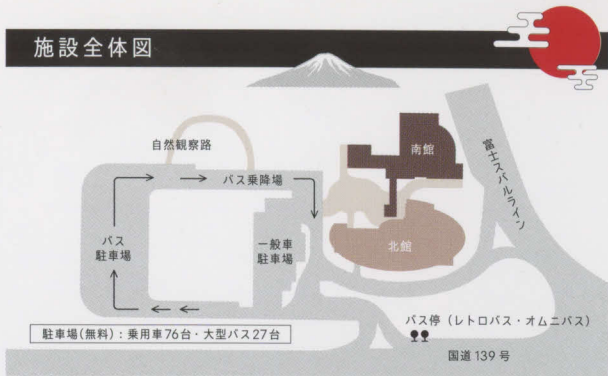 施設全体図
自然観察路
南館
富士スバルライン
バス乗降場
バス
駐車場
一般車
駐車場
北館
バス停（レトロバス・オムニバス）
駐車場(無料)：乗用車76台・大型バス27台
国道139号